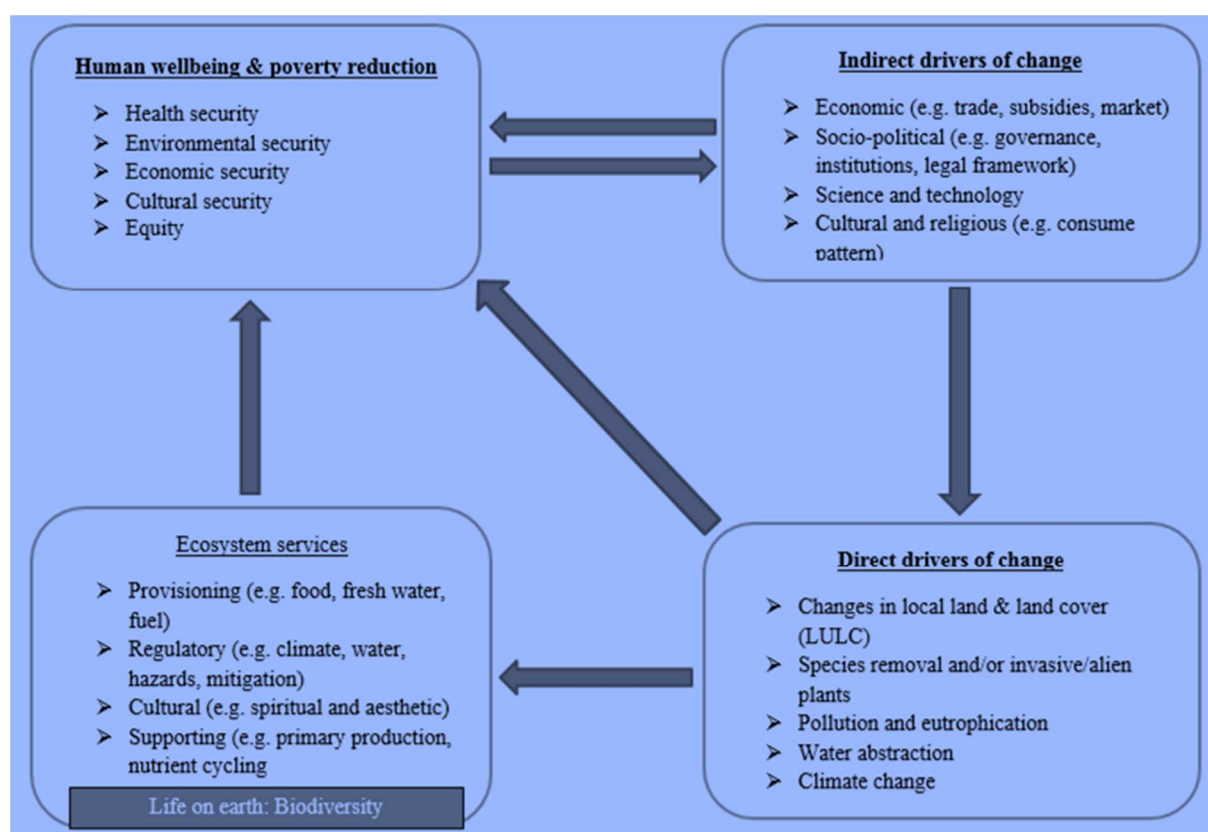 Human wellbeing & poverty reduction
➢ Health security
➢ Environmental security
➢ Economic security
➢ Cultural security
➢ Equity
Indirect drivers of change
➢ Economic (e.g. trade, subsidies, market)
➢ Socio-political (e.g. governance,
institutions, legal framework)
➢ Science and technology
➢ Cultural and religious (e.g. consume
pattern)
Ecosystem services
➢ Provisioning (e.g. food, fresh water,
fuel)
➢ Regulatory (e.g. climate, water,
hazards, mitigation)
➢ Cultural (e.g. spiritual and aesthetic)
➢ Supporting (e.g. primary production,
nutrient cycling
Life on earth: Biodiversity
Direct drivers of change
➢ Changes in local land & land cover
(LULC)
➢ Species removal and/or invasive/alien
plants
➢ Pollution and eutrophication
➢ Water abstraction
➢ Climate change